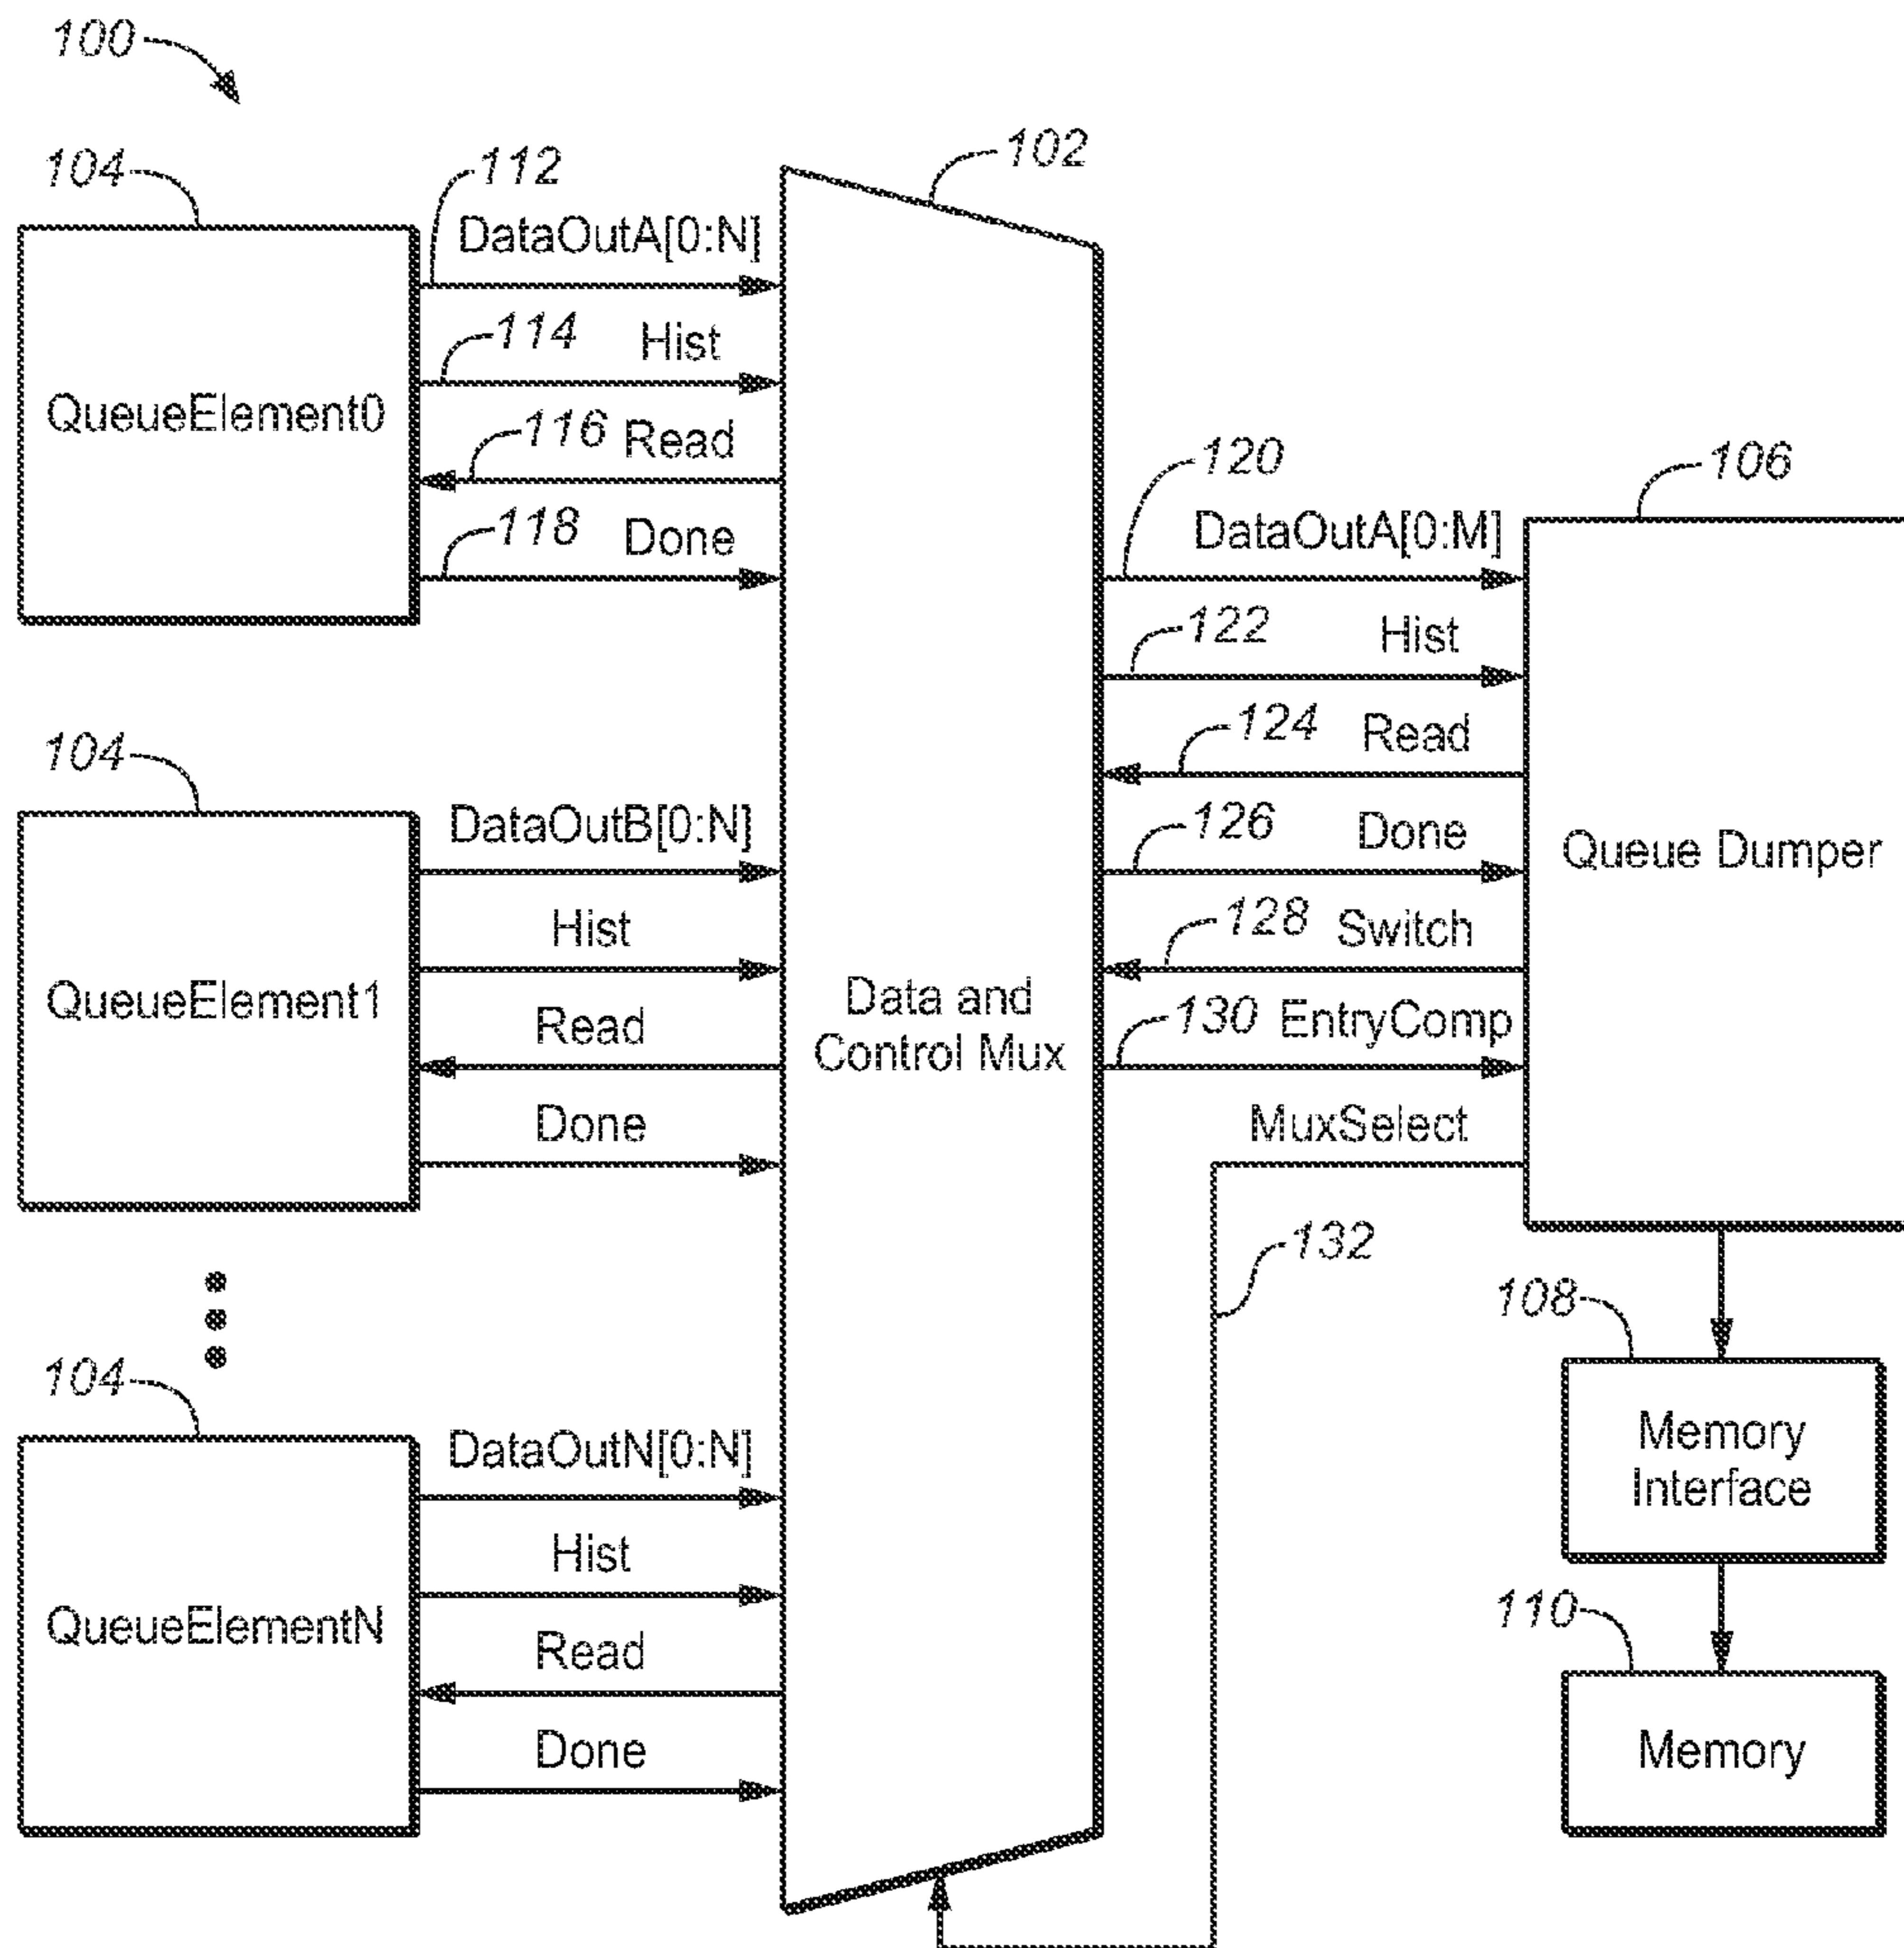 100
104
112
102
DataOutA[0:N]
114
Hist
QueueElement0
116
Read
118
Done
120
106
DataOutA[0:M]
122
Hist
124
Read
126
Done
Queue Dumper
128
Switch
130
EntryComp
MuxSelect
132
104
DataOutB[0:N]
Hist
QueueElement1
Read
Done
Data and
Control Mux
108
Memory
Interface
110
Memory
104
DataOutN[0:N]
Hist
QueueElementN
Read
Done